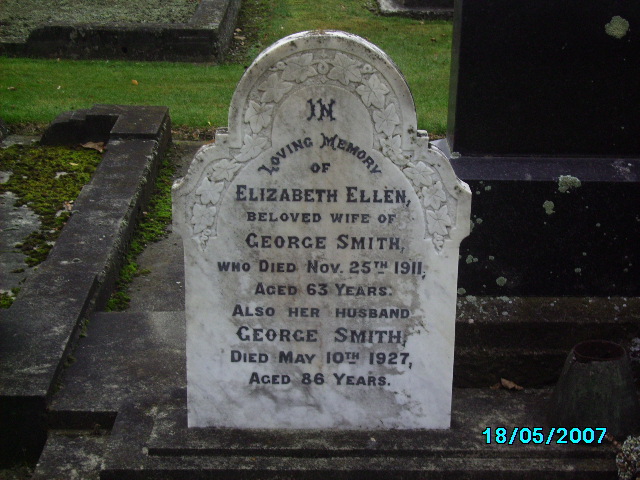 IN
LOVING MEMORY
OF
ELIZABETH ELLEN,
BELOVED WIFE OF
GEORGE SMITH,
WHO DIED NOV. 25TH 1911,
AGED 63 YEARS.
ALSO HER HUSBAND
GEORGE SMITH,
DIED MAY 10TH 1927,
AGED 86 YEARS.
18/05/2007